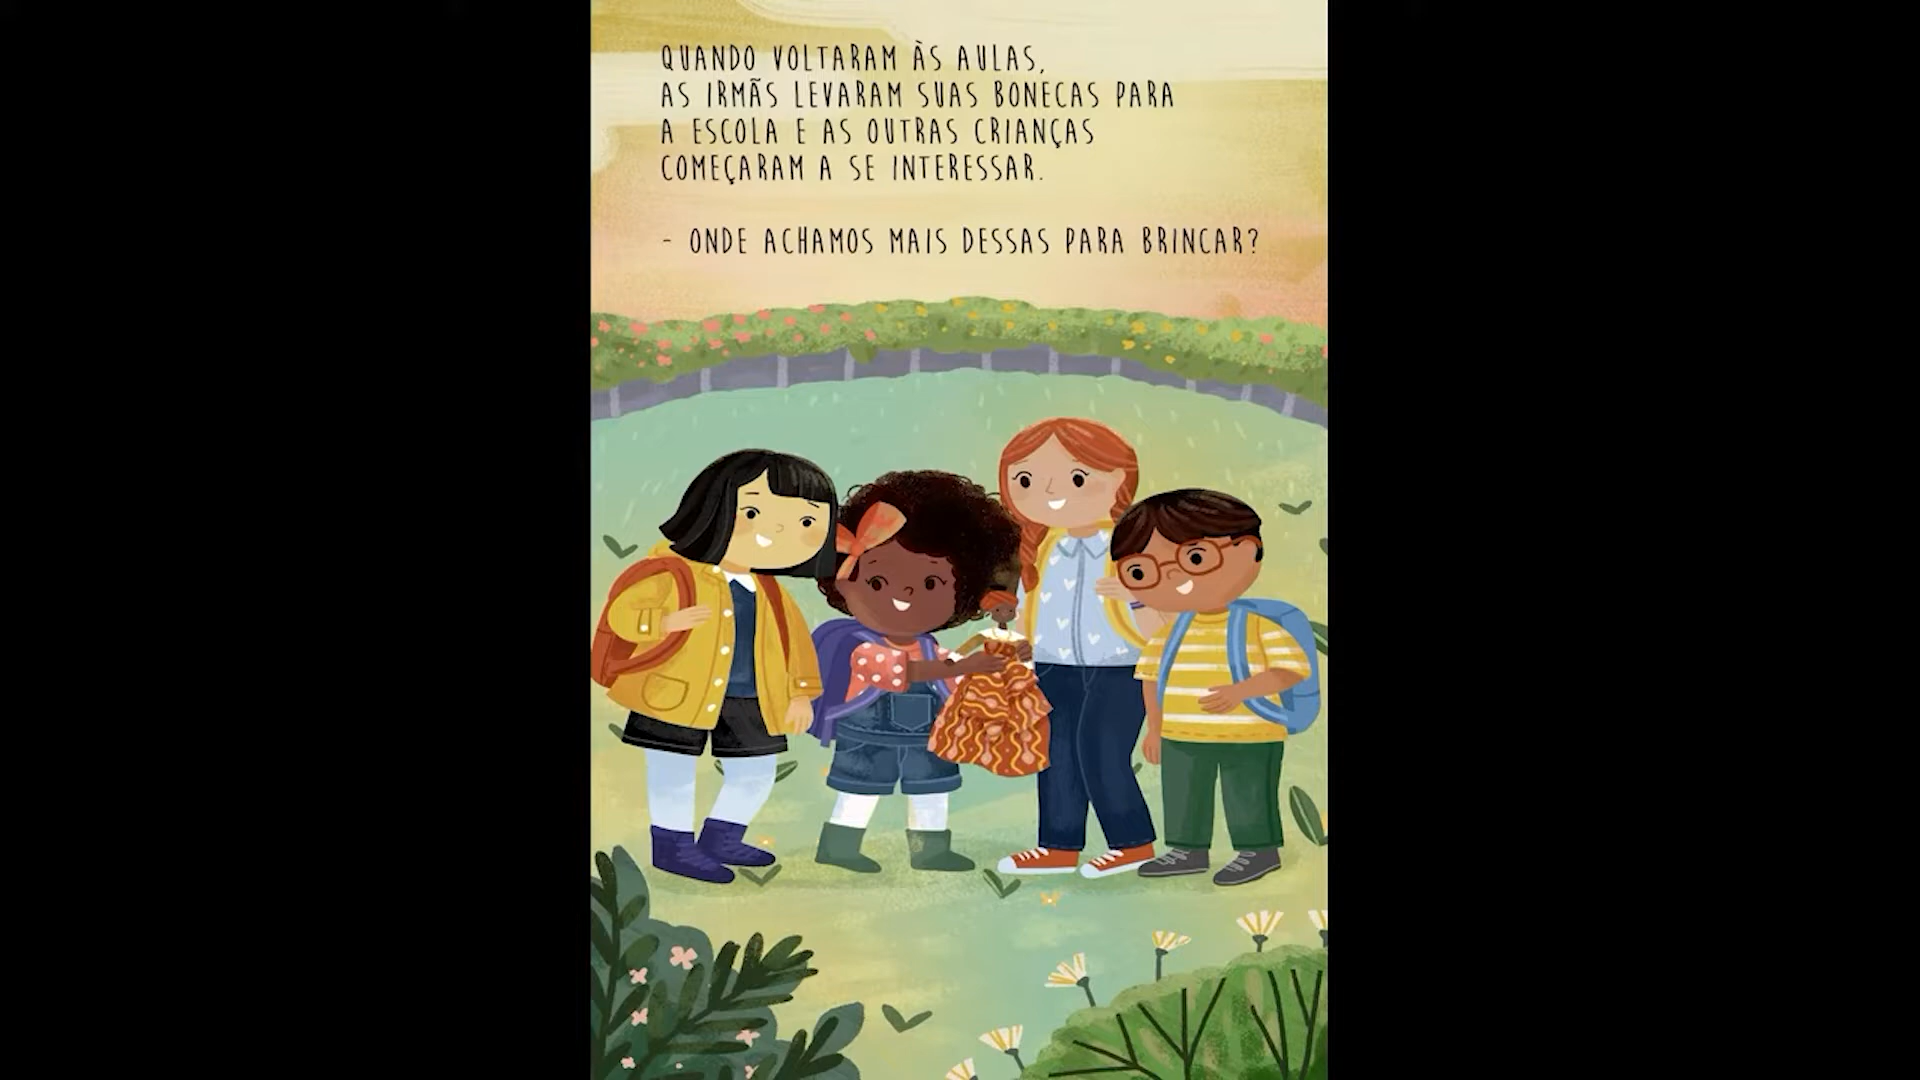 QUANDO VOLTARAM ÀS AULAS,
AS IRMÃS LEVARAM SUAS BONECAS PARA
A ESCOLA E AS OUTRAS CRIANÇAS
COMEÇARAM A SE INTERESSAR.
- ONDE ACHAMOS MAIS DESSAS PARA BRINCAR?